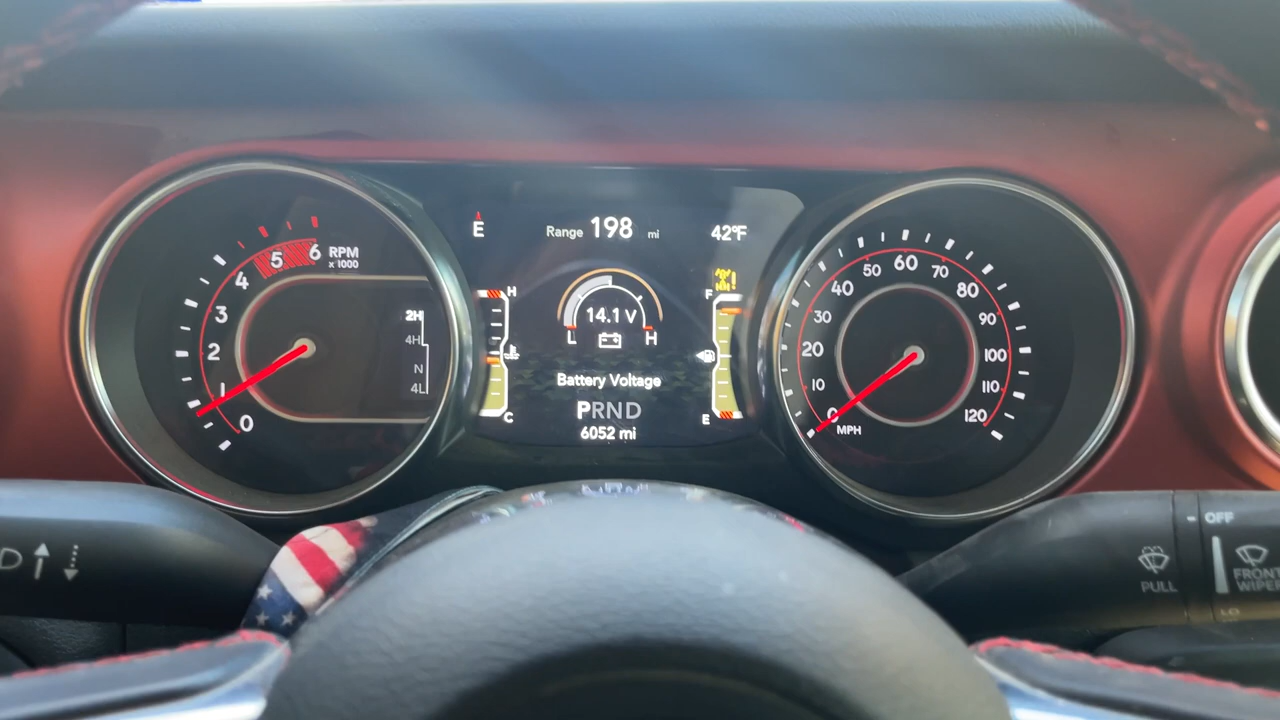 E
Range 198 mi
42°F
6
5
4
3
2
1
0
RPM
x 1000
2H
4H
N
4L
H
C
14.1 V
L
H
Battery Voltage
PRND
6052 mi
F
E
0
10
20
30
40
50
60
70
80
90
100
110
120
MPH
PULL
OFF
FRONT
WIPER
LO